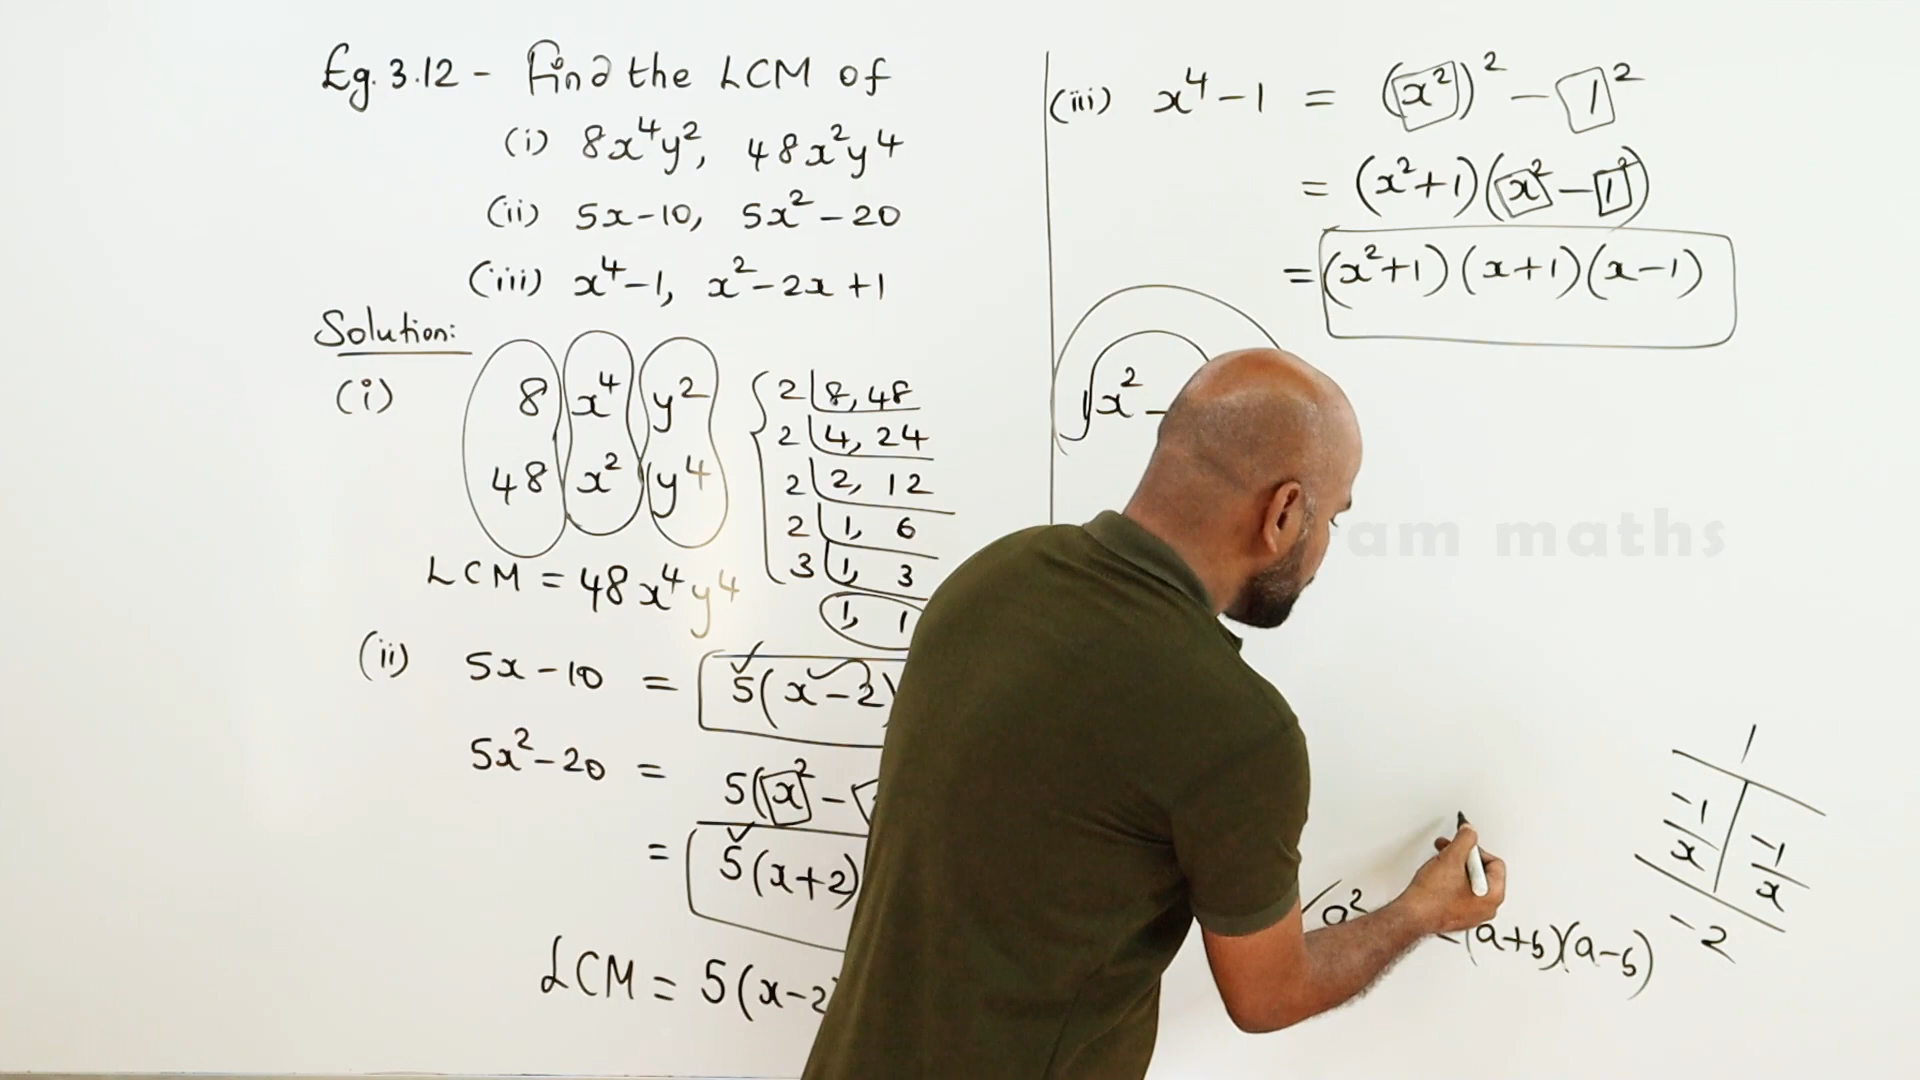 Eg. 3.12 - Find the LCM of
(i) 8x⁴y², 48x²y⁴
(ii) 5x-10, 5x²-20
(iii) x⁴-1, x²-2x+1
Solution:
(i) 8 x⁴ y²
48 x² y⁴
2 | 8, 48
2 | 4, 24
2 | 2, 12
2 | 1, 6
3 | 1, 3
1, 1
LCM = 48x⁴y⁴
(ii) 5x-10 = 5(x-2)
5x²-20 = 5(x²-
= 5(x+2)
LCM = 5(x-2
(iii) x⁴-1 = (x²)² - 1²
= (x²+1)(x²-1²)
= (x²+1)(x+1)(x-1)
x² -
am maths
1
-1/x | -1/x
-2
a²
(a+b)(a-b)